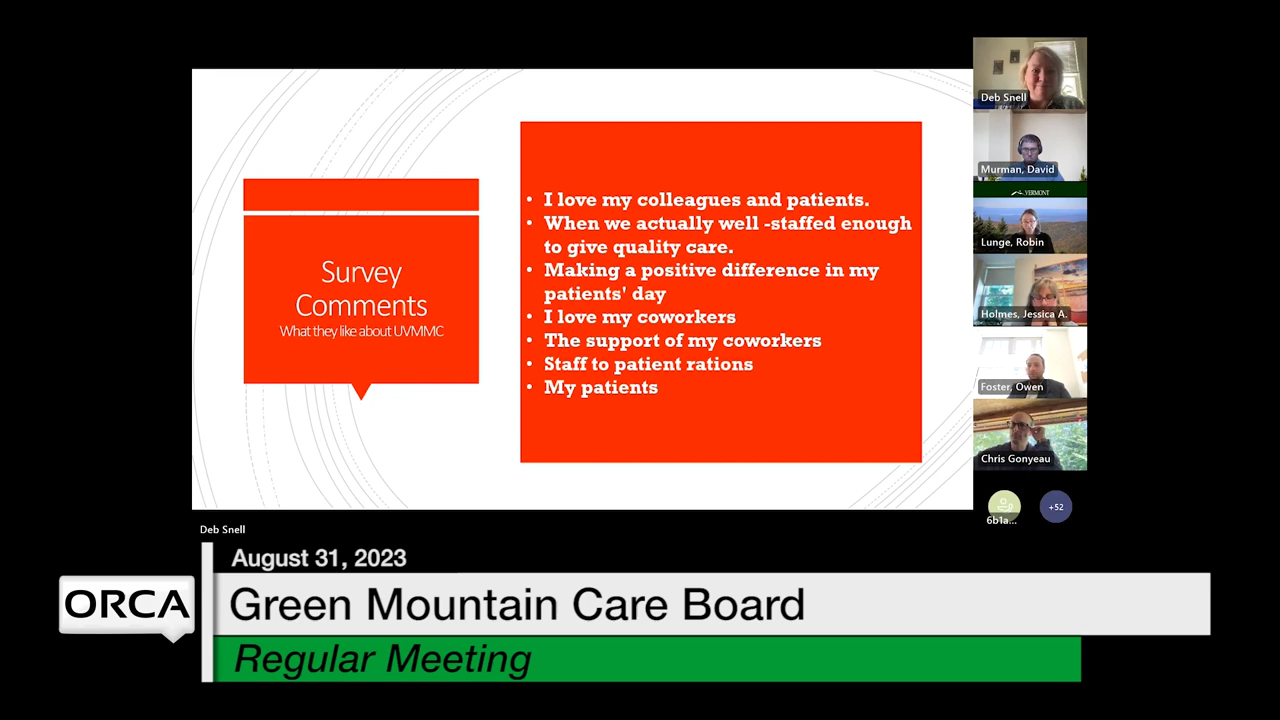 Survey
Comments
What they like about UVMMC
• I love my colleagues and patients.
• When we actually well -staffed enough
to give quality care.
• Making a positive difference in my
patients' day
• I love my coworkers
• The support of my coworkers
• Staff to patient rations
• My patients
Deb Snell
Murman, David
VERMONT
Lunge, Robin
Holmes, Jessica A.
Foster, Owen
Chris Gonyeau
6b1a...
+52
Deb Snell
August 31, 2023
ORCA
Green Mountain Care Board
Regular Meeting